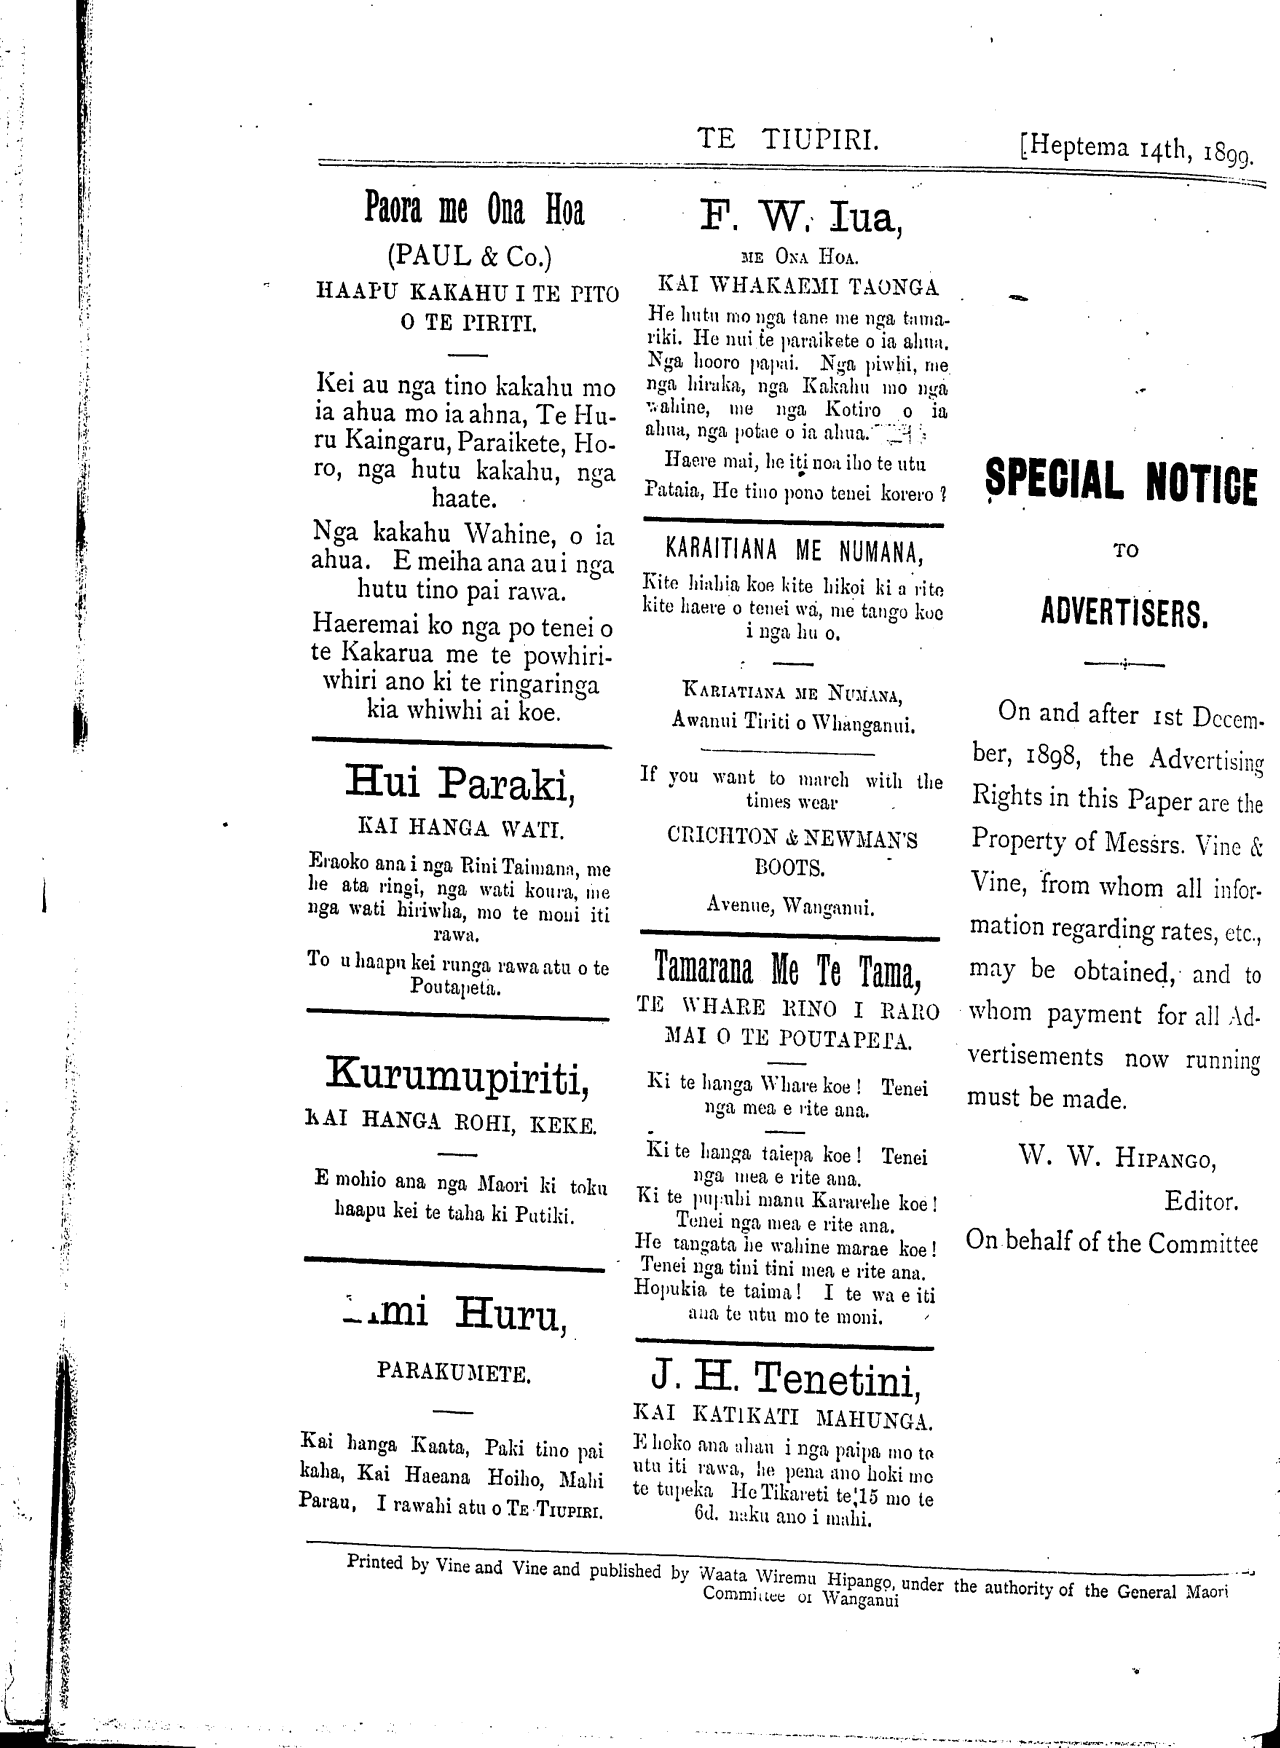 TE TIUPIRI.
[Heptema 14th, 1899.
Paora me Ona Hoa
(PAUL & Co.)
HAAPU KAKAHU I TE PITO
O TE PIRITI.
Kei au nga tino kakahu mo
ia ahua mo ia ahna, Te Hu-
ru Kaingaru, Paraikete, Ho-
ro, nga hutu kakahu, nga
haate.
Nga kakahu Wahine, o ia
ahua. E meiha ana au i nga
hutu tino pai rawa.
Haeremai ko nga po tenei o
te Kakarua me te powhiri-
whiri ano ki te ringaringa
kia whiwhi ai koe.
Hui Paraki,
KAI HANGA WATI.
Eraoko ana i nga Rini Taimana, me
he ata ringi, nga wati koura, me
nga wati hiriwha, mo te moni iti
rawa.
To u haapu kei runga rawa atu o te
Poutapeta.
Kurumupiriti,
KAI HANGA ROHI, KEKE.
E mohio ana nga Maori ki toku
haapu kei te taha ki Putiki.
Huru,
PARAKUMETE.
Kai hanga Kaata, Paki tino pai
kaha, Kai Haeana Hoiho, Mahi
Parau, I rawahi atu o TE TIUPIRI.
F. W. Iua,
ME ONA HOA.
KAI WHAKAEMI TAONGA
He hutu mo nga tane me nga tama-
riki. He nui te paraikete o ia ahua.
Nga hooro papai. Nga piwhi, me
nga hiraka, nga Kakahu mo nga
wahine, me nga Kotiro o ia
ahua, nga potae o ia ahua.
Haere mai, he iti noa iho te utu
Pataia, He tino pono tenei korero ?
KARAITIANA ME NUMANA,
Kite hiahia koe kite hikoi ki a rite
kite haere o tenei wa, me tango koe
i nga hu o.
KARIATIANA ME NUMANA,
Awanui Tiriti o Whanganui.
If you want to march with the
times wear
CRICHTON & NEWMAN'S
BOOTS.
Avenue, Wanganui.
Tamarana Me Te Tama,
TE WHARE RINO I RARO
MAI O TE POUTAPETA.
Ki te hanga Whare koe ! Tenei
nga mea e rite ana.
Ki te hanga taiepa koe ! Tenei
nga mea e rite ana.
Ki te pupuhi manu Kararehe koe !
Tenei nga mea e rite ana.
He tangata he wahine marae koe !
Tenei nga tini tini mea e rite ana.
Hopukia te taima ! I te wa e iti
ana te utu mo te moni.
J. H. Tenetini,
KAI KATIKATI MAHUNGA.
E hoko ana ahau i nga paipa mo te
utu iti rawa, he pena ano hoki mo
te tupeka He Tikareti te 15 mo te
6d. naku ano i mahi.
SPECIAL NOTICE
TO
ADVERTISERS.
On and after 1st Decem-
ber, 1898, the Advertising
Rights in this Paper are the
Property of Messrs. Vine &
Vine, from whom all infor-
mation regarding rates, etc.,
may be obtained, and to
whom payment for all Ad-
vertisements now running
must be made.
W. W. HIPANGO,
Editor.
On behalf of the Committee
Printed by Vine and Vine and published by Waata Wiremu Hipango, under the authority of the General Maori
Committee of Wanganui